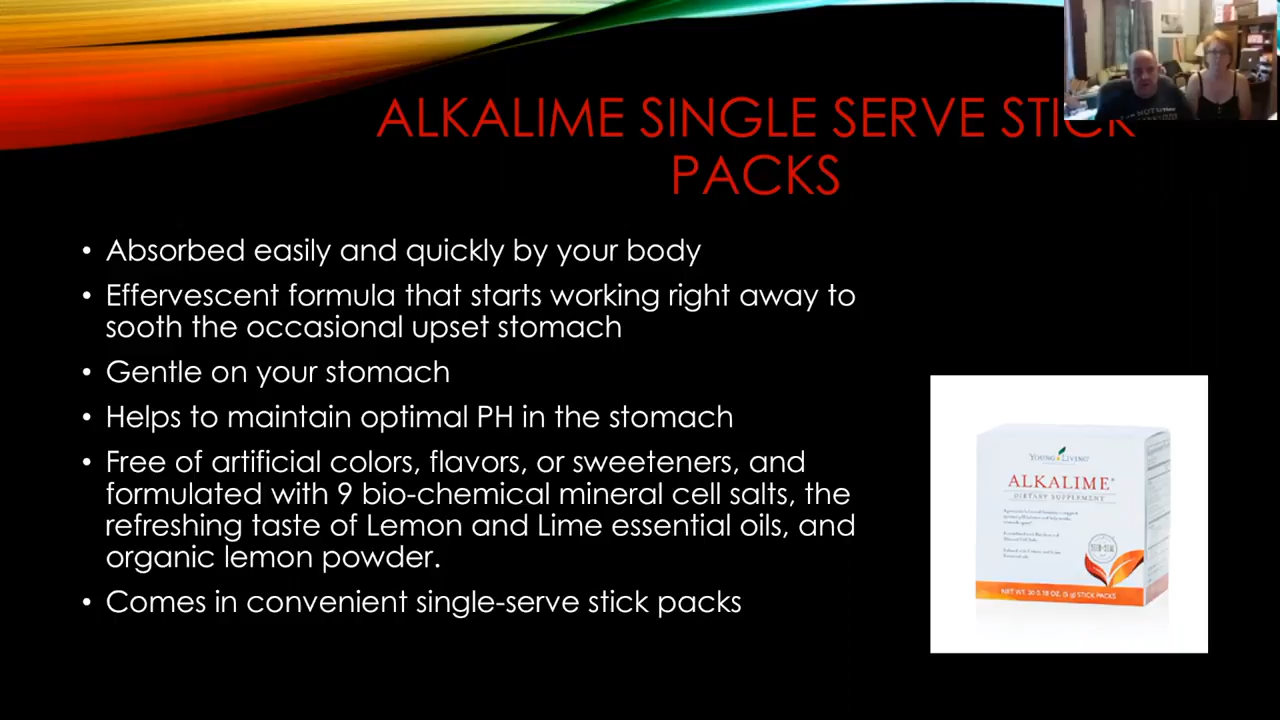 ALKALIME SINGLE SERVE STICK
PACKS
• Absorbed easily and quickly by your body
• Effervescent formula that starts working right away to
sooth the occasional upset stomach
• Gentle on your stomach
• Helps to maintain optimal PH in the stomach
• Free of artificial colors, flavors, or sweeteners, and
formulated with 9 bio-chemical mineral cell salts, the
refreshing taste of Lemon and Lime essential oils, and
organic lemon powder.
• Comes in convenient single-serve stick packs
YOUNG LIVING
ALKALIME
DIETARY SUPPLEMENT
NET WT. 30 0.18 OZ. (5 g) STICK PACKS